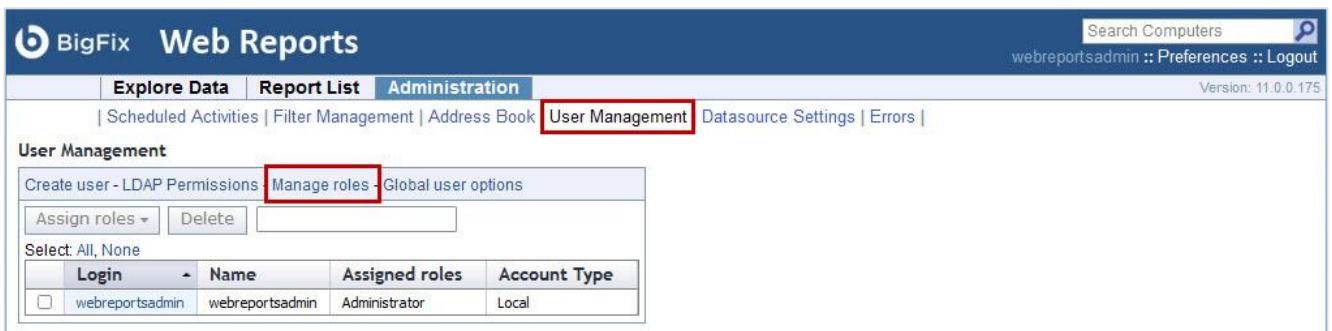 BigFix Web Reports
Search Computers
webreportsadmin :: Preferences :: Logout
Explore Data Report List Administration
Version: 11.0.0.175
| Scheduled Activities | Filter Management | Address Book User Management Datasource Settings | Errors |
User Management
Create user - LDAP Permissions - Manage roles - Global user options
Assign roles Delete
Select: All, None
Login Name Assigned roles Account Type
webreportsadmin webreportsadmin Administrator Local